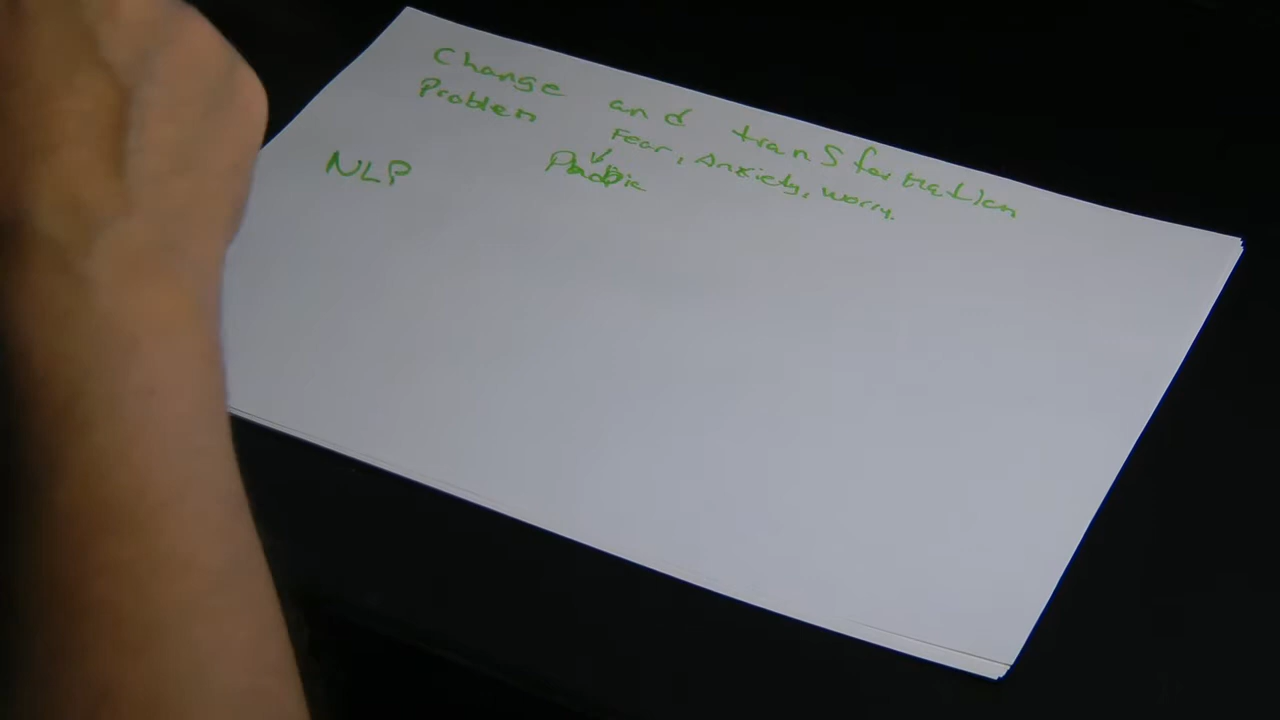 Change and transformation
Problem Fear, Anxiety, worry.
NLP